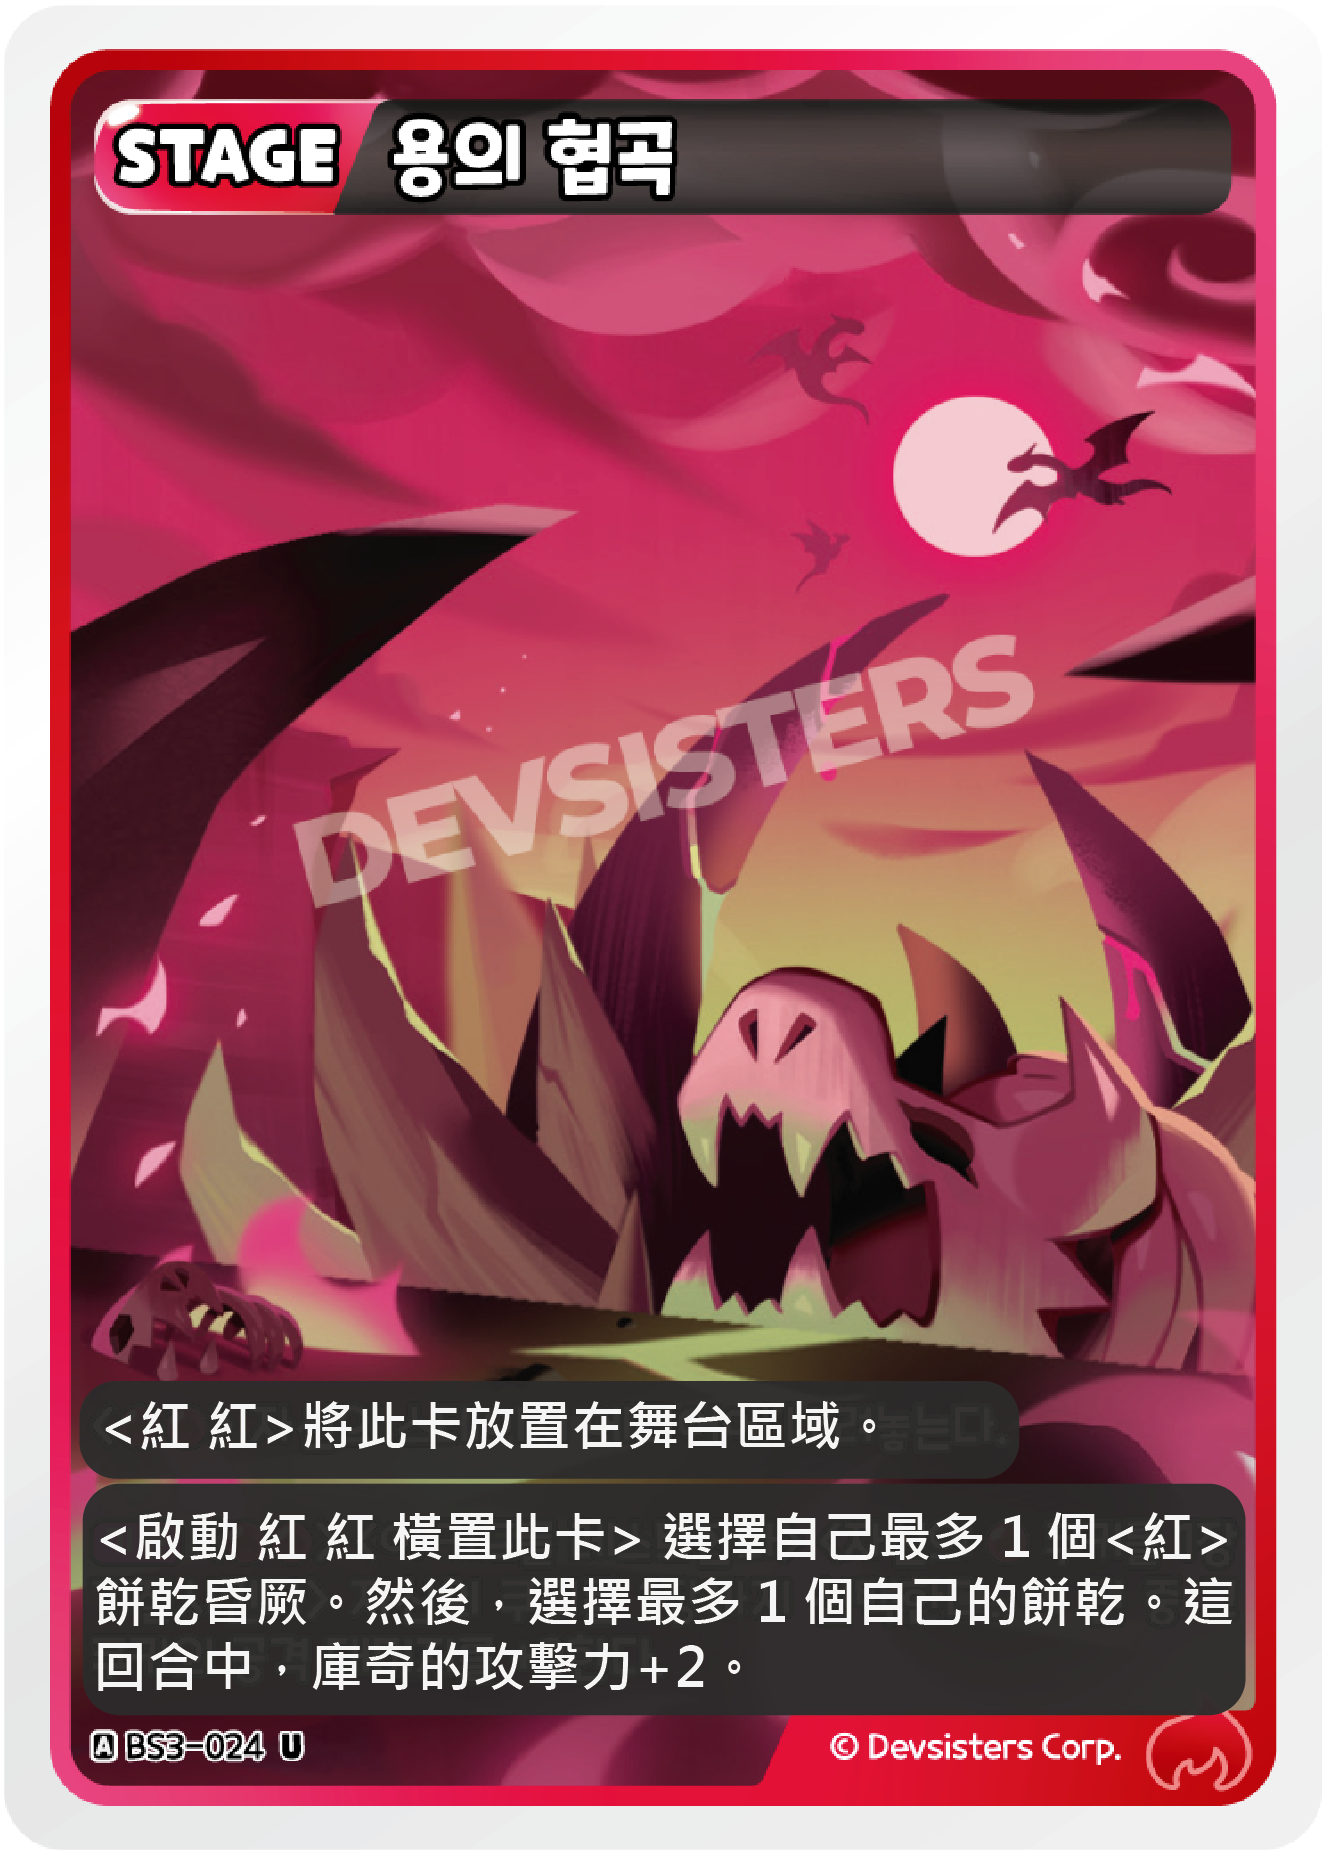 STAGE 용의 협곡
DEVSISTERS
<紅 紅>將此卡放置在舞台區域。
<啟動 紅 紅 橫置此卡> 選擇自己最多 1 個<紅>
餅乾昏厥。然後，選擇最多 1 個自己的餅乾。這
回合中，庫奇的攻擊力+2。
A BS3-024 U
© Devsisters Corp.